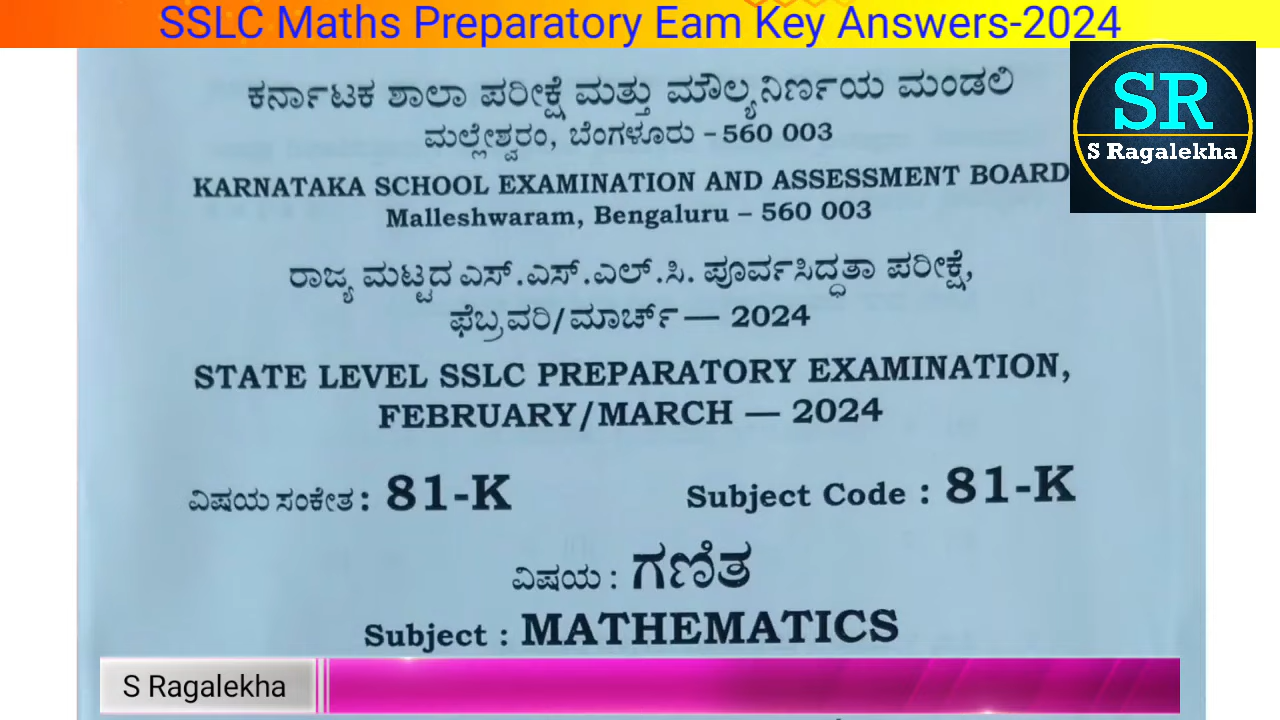 SSLC Maths Preparatory Eam Key Answers-2024
SR
S Ragalekha
ಕರ್ನಾಟಕ ಶಾಲಾ ಪರೀಕ್ಷೆ ಮತ್ತು ಮೌಲ್ಯನಿರ್ಣಯ ಮಂಡಲಿ
ಮಲ್ಲೇಶ್ವರಂ, ಬೆಂಗಳೂರು – 560 003
KARNATAKA SCHOOL EXAMINATION AND ASSESSMENT BOARD
Malleshwaram, Bengaluru – 560 003
ರಾಜ್ಯ ಮಟ್ಟದ ಎಸ್.ಎಸ್.ಎಲ್.ಸಿ. ಪೂರ್ವಸಿದ್ಧತಾ ಪರೀಕ್ಷೆ,
ಫೆಬ್ರವರಿ/ಮಾರ್ಚ್ — 2024
STATE LEVEL SSLC PREPARATORY EXAMINATION,
FEBRUARY/MARCH — 2024
ವಿಷಯ ಸಂಕೇತ : 81-K Subject Code : 81-K
ವಿಷಯ : ಗಣಿತ
Subject : MATHEMATICS
S Ragalekha